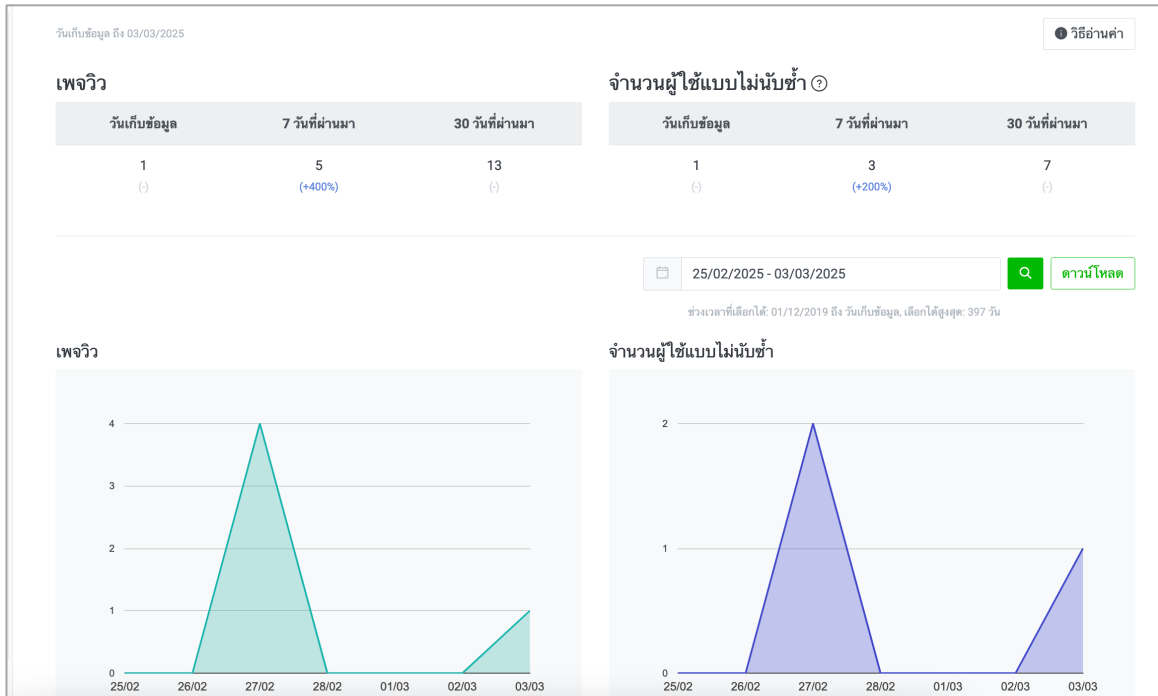 วันเก็บข้อมูล ถึง 03/03/2025
วิธีอ่านค่า
เพจวิว
จำนวนผู้ใช้แบบไม่นับซ้ำ ?
วันเก็บข้อมูล 7 วันที่ผ่านมา 30 วันที่ผ่านมา
วันเก็บข้อมูล 7 วันที่ผ่านมา 30 วันที่ผ่านมา
1 5 13
(-) (+400%) (-)
1 3 7
(-) (+200%) (-)
25/02/2025 - 03/03/2025
ดาวน์โหลด
ช่วงเวลาที่เลือกได้: 01/12/2019 ถึง วันเก็บข้อมูล, เลือกได้สูงสุด: 397 วัน
เพจวิว
จำนวนผู้ใช้แบบไม่นับซ้ำ
4
3
2
1
0
25/02 26/02 27/02 28/02 01/03 02/03 03/03
2
1
0
25/02 26/02 27/02 28/02 01/03 02/03 03/03